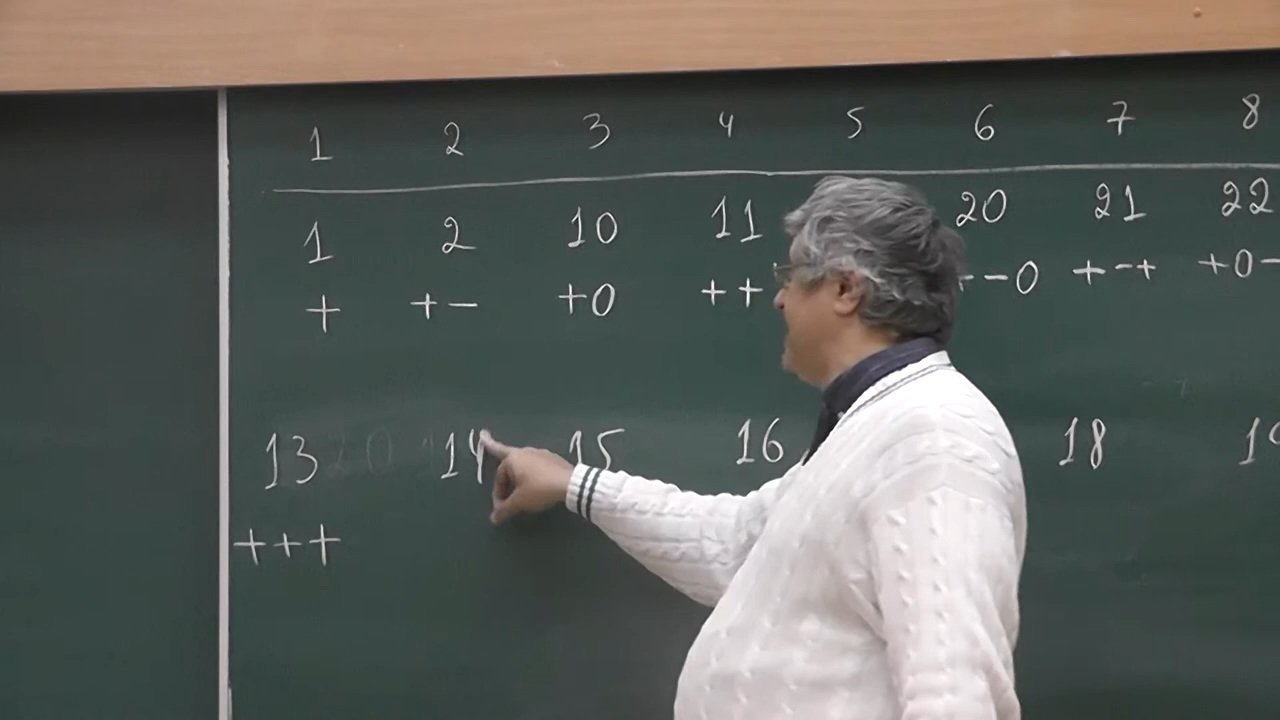 1 2 3 4 5 6 7 8
1 2 10 11 20 21 22
+ +- +0 ++ --0 +-+ +0-
13 14 15 16 18
+++